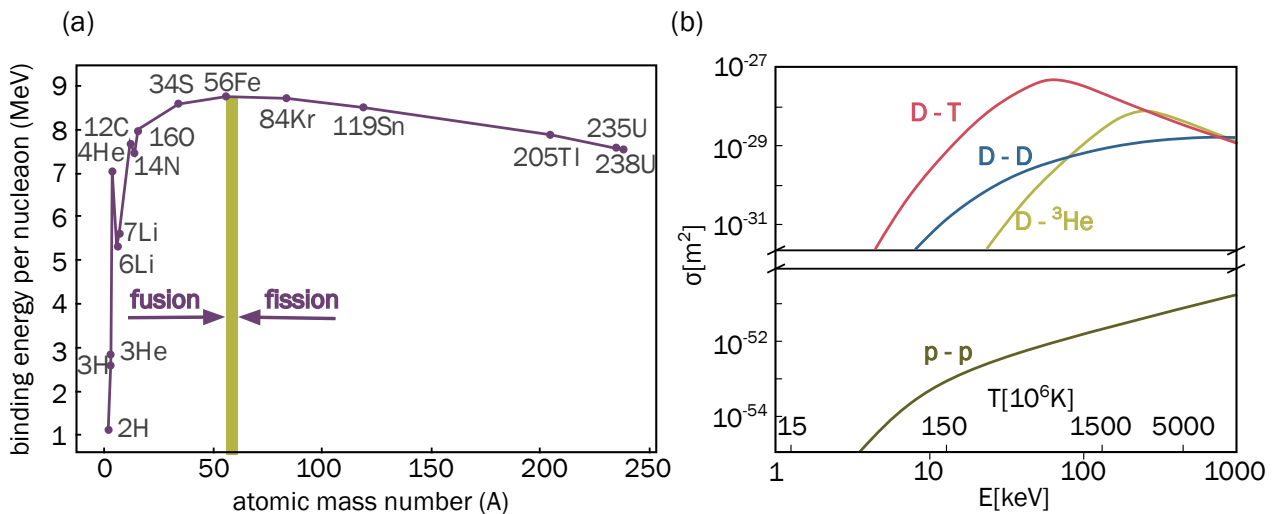 (a)
binding energy per nuclean (MeV)
9
8
7
6
5
4
3
2
1
34S
56Fe
12C
16O
4He
14N
84Kr
119Sn
205TI
235U
238U
7Li
6Li
fusion
fission
3H
3He
2H
0
50
100
150
200
250
atomic mass number (A)
(b)
σ[m²]
10⁻²⁷
10⁻²⁹
10⁻³¹
10⁻⁵²
10⁻⁵⁴
D - T
D - D
D - ³He
p - p
T[10⁶K]
15
150
1500
5000
1
10
100
1000
E[keV]